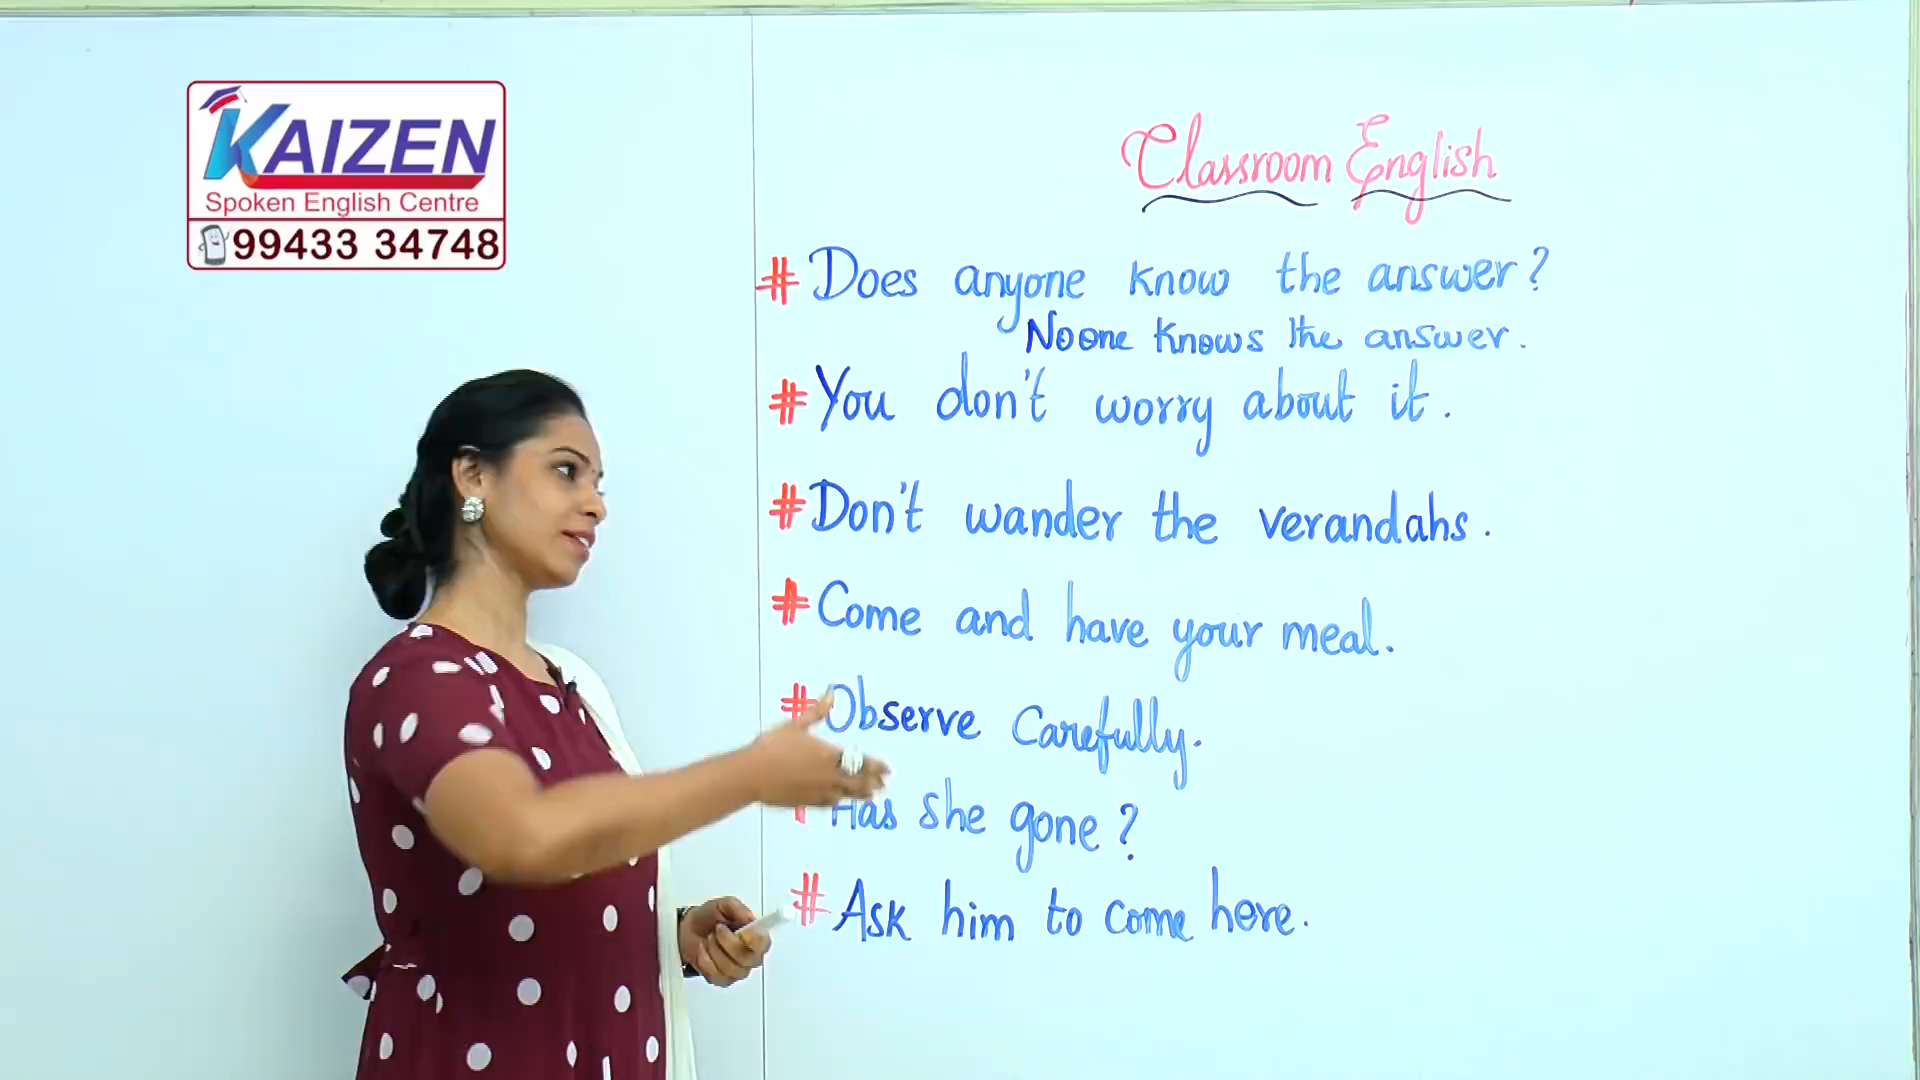 KAIZEN
Spoken English Centre
99433 34748
Classroom English
# Does anyone know the answer?
Noone knows the answer.
# You don't worry about it.
# Don't wander the verandahs.
# Come and have your meal.
# Observe Carefully.
# Has she gone?
# Ask him to come here.